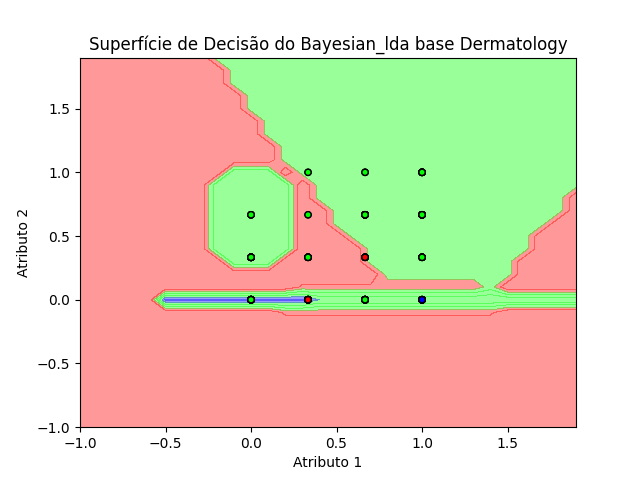 Superfície de Decisão do Bayesian_lda base Dermatology
Atributo 2
1.5
1.0
0.5
0.0
−0.5
−1.0
−1.0 −0.5 0.0 0.5 1.0 1.5
Atributo 1